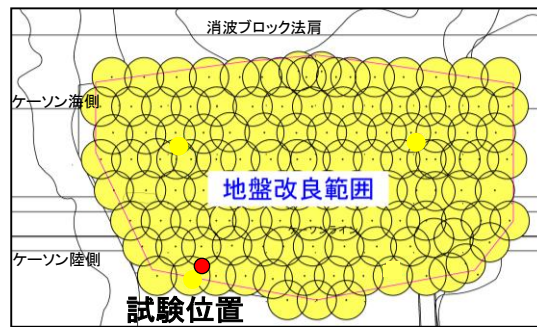 消波ブロック法肩
ケーソン海側
地盤改良範囲
ケーソンライン
ケーソン陸側
試験位置